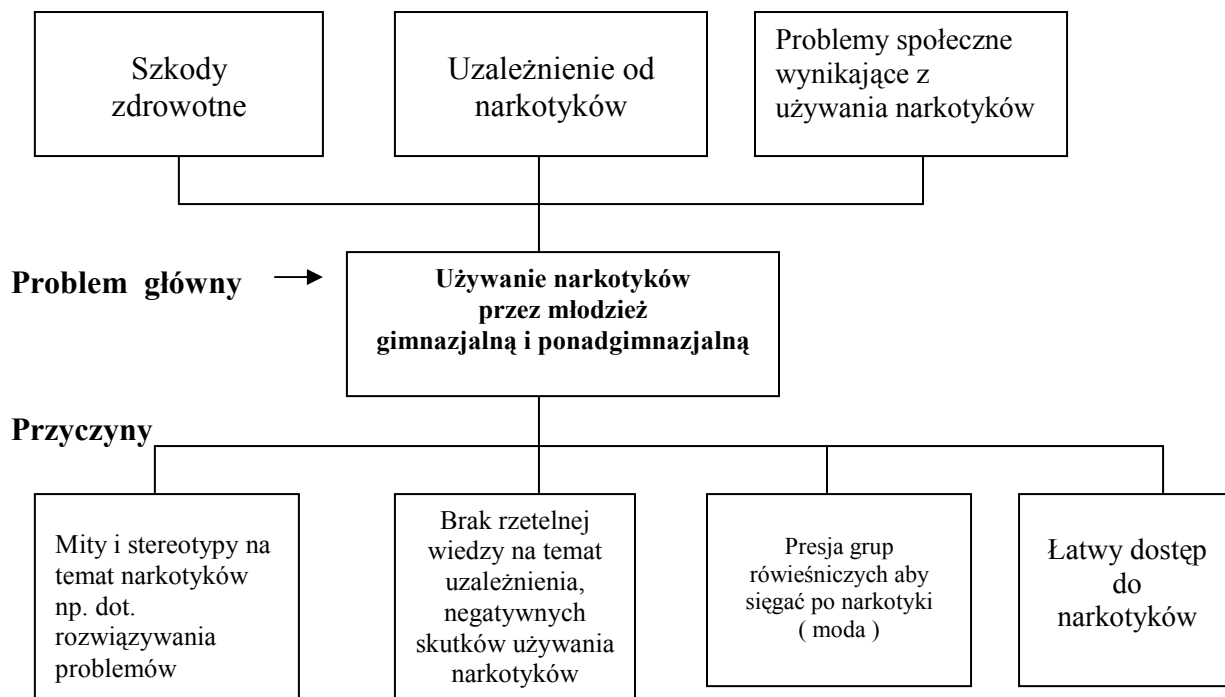 Szkody
zdrowotne
Uzależnienie od
narkotyków
Problemy społeczne
wynikające z
używania narkotyków
Problem główny
Używanie narkotyków
przez młodzież
gimnazjalną i ponadgimnazjalną
Przyczyny
Mity i stereotypy na
temat narkotyków
np. dot.
rozwiązywania
problemów
Brak rzetelnej
wiedzy na temat
uzależnienia,
negatywnych
skutków używania
narkotyków
Presja grup
rówieśniczych aby
sięgać po narkotyki
( moda )
Łatwy dostęp
do
narkotyków